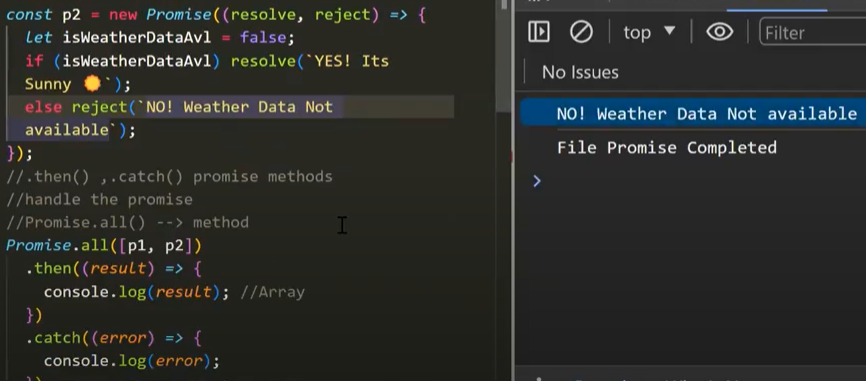 const p2 = new Promise((resolve, reject) => {
let isWeatherDataAvl = false;
if (isWeatherDataAvl) resolve(`YES! Its
Sunny ☀️`);
else reject(`NO! Weather Data Not
available`);
});
//.then() ,.catch() promise methods
//handle the promise
//Promise.all() --> method
Promise.all([p1, p2])
.then((result) => {
console.log(result); //Array
})
.catch((error) => {
console.log(error);
top
Filter
No Issues
NO! Weather Data Not available
File Promise Completed